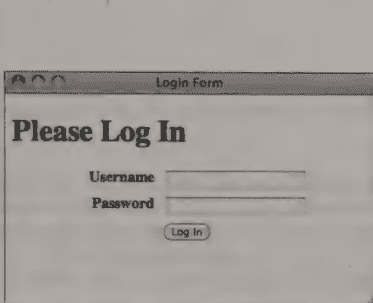 Login Form
Please Log In
Username
Password
Log In